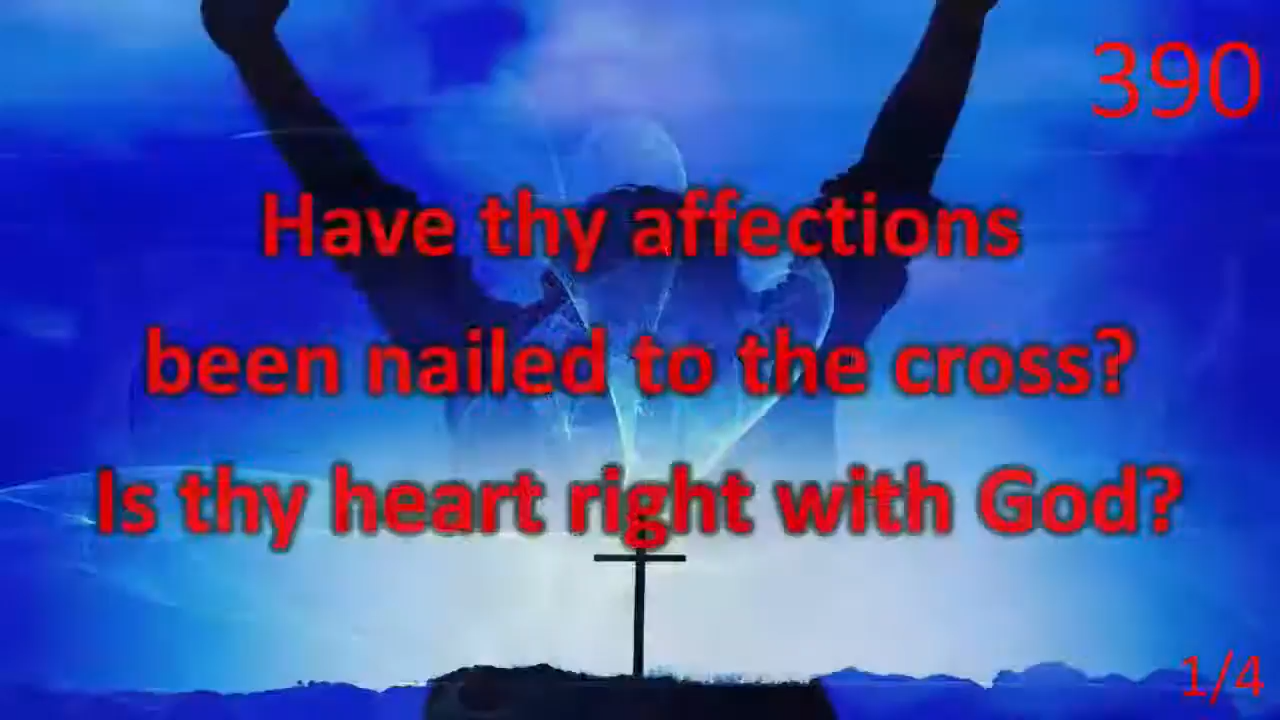 390
Have thy affections
been nailed to the cross?
Is thy heart right with God?
1/4